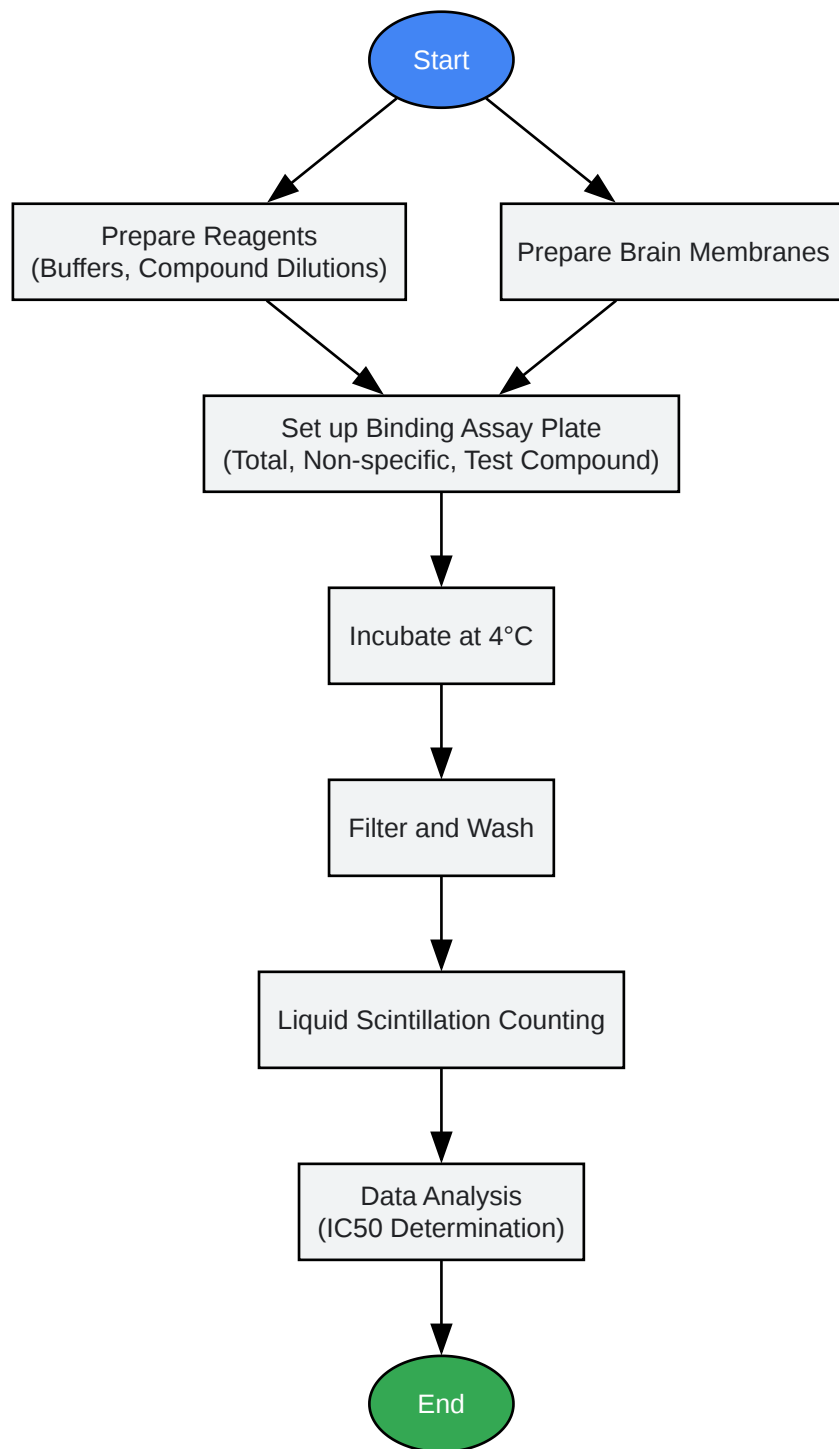 Start
Prepare Reagents
(Buffers, Compound Dilutions)
Prepare Brain Membranes
Set up Binding Assay Plate
(Total, Non-specific, Test Compound)
Incubate at 4°C
Filter and Wash
Liquid Scintillation Counting
Data Analysis
(IC50 Determination)
End